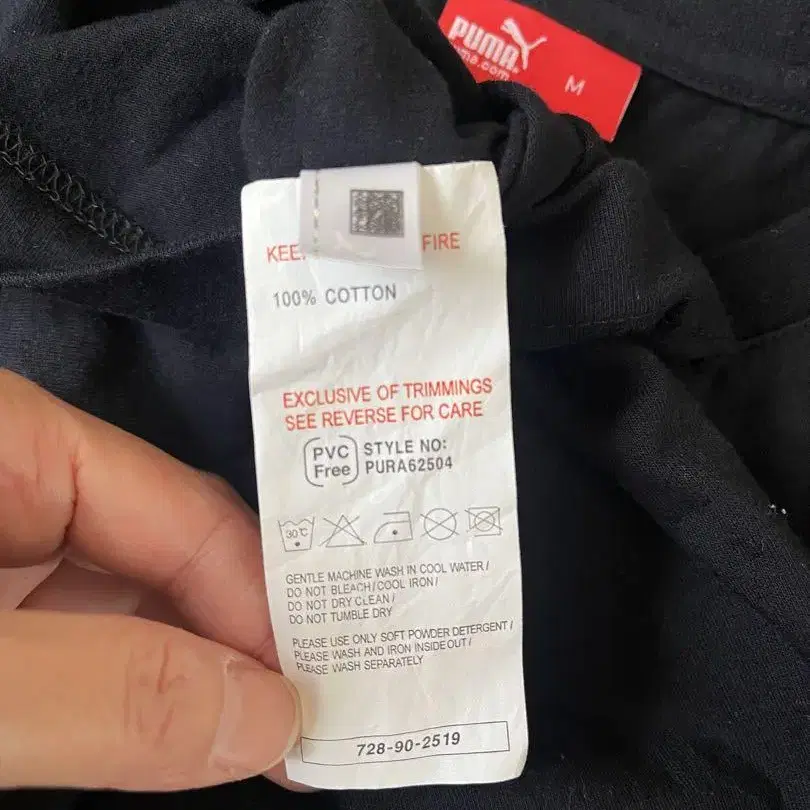 PUMA
M
KEE
FIRE
100% COTTON
EXCLUSIVE OF TRIMMINGS
SEE REVERSE FOR CARE
PVC
Free
STYLE NO:
PURA62504
30°C
GENTLE MACHINE WASH IN COOL WATER/
DO NOT BLEACH/COOL IRON/
DO NOT DRY CLEAN/
DO NOT TUMBLE DRY
PLEASE USE ONLY SOFT POWDER DETERGENT/
PLEASE WASH AND IRON INSIDE OUT/
PLEASE WASH SEPARATELY
728-90-2519